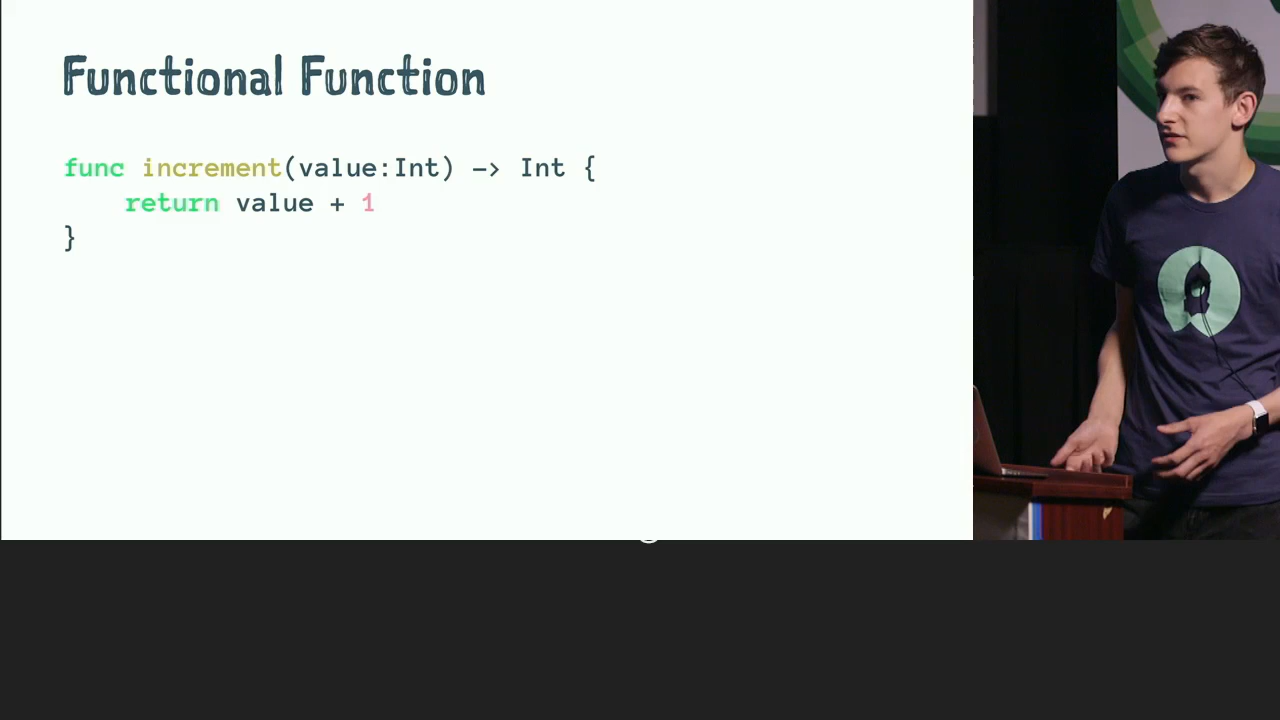 Functional Function
func increment(value:Int) -> Int {
    return value + 1
}